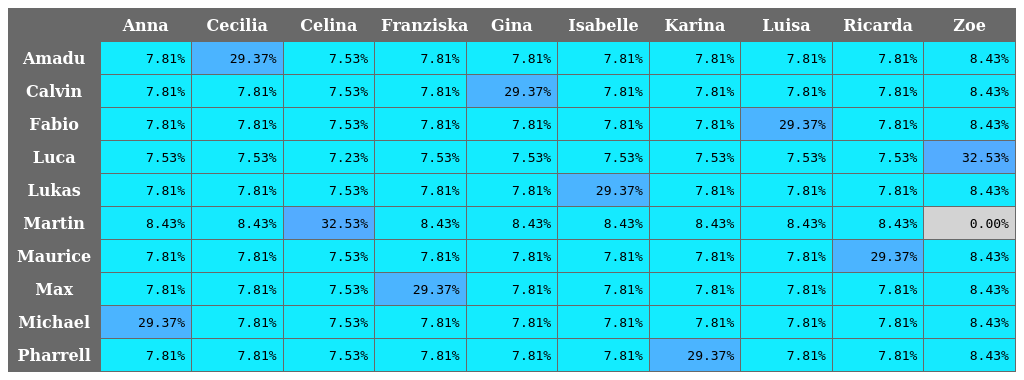 Anna Cecilia Celina Franziska Gina Isabelle Karina Luisa Ricarda Zoe
Amadu 7.81% 29.37% 7.53% 7.81% 7.81% 7.81% 7.81% 7.81% 7.81% 8.43%
Calvin 7.81% 7.81% 7.53% 7.81% 29.37% 7.81% 7.81% 7.81% 7.81% 8.43%
Fabio 7.81% 7.81% 7.53% 7.81% 7.81% 7.81% 7.81% 29.37% 7.81% 8.43%
Luca 7.53% 7.53% 7.23% 7.53% 7.53% 7.53% 7.53% 7.53% 7.53% 32.53%
Lukas 7.81% 7.81% 7.53% 7.81% 7.81% 29.37% 7.81% 7.81% 7.81% 8.43%
Martin 8.43% 8.43% 32.53% 8.43% 8.43% 8.43% 8.43% 8.43% 8.43% 0.00%
Maurice 7.81% 7.81% 7.53% 7.81% 7.81% 7.81% 7.81% 7.81% 29.37% 8.43%
Max 7.81% 7.81% 7.53% 29.37% 7.81% 7.81% 7.81% 7.81% 7.81% 8.43%
Michael 29.37% 7.81% 7.53% 7.81% 7.81% 7.81% 7.81% 7.81% 7.81% 8.43%
Pharrell 7.81% 7.81% 7.53% 7.81% 7.81% 7.81% 29.37% 7.81% 7.81% 8.43%